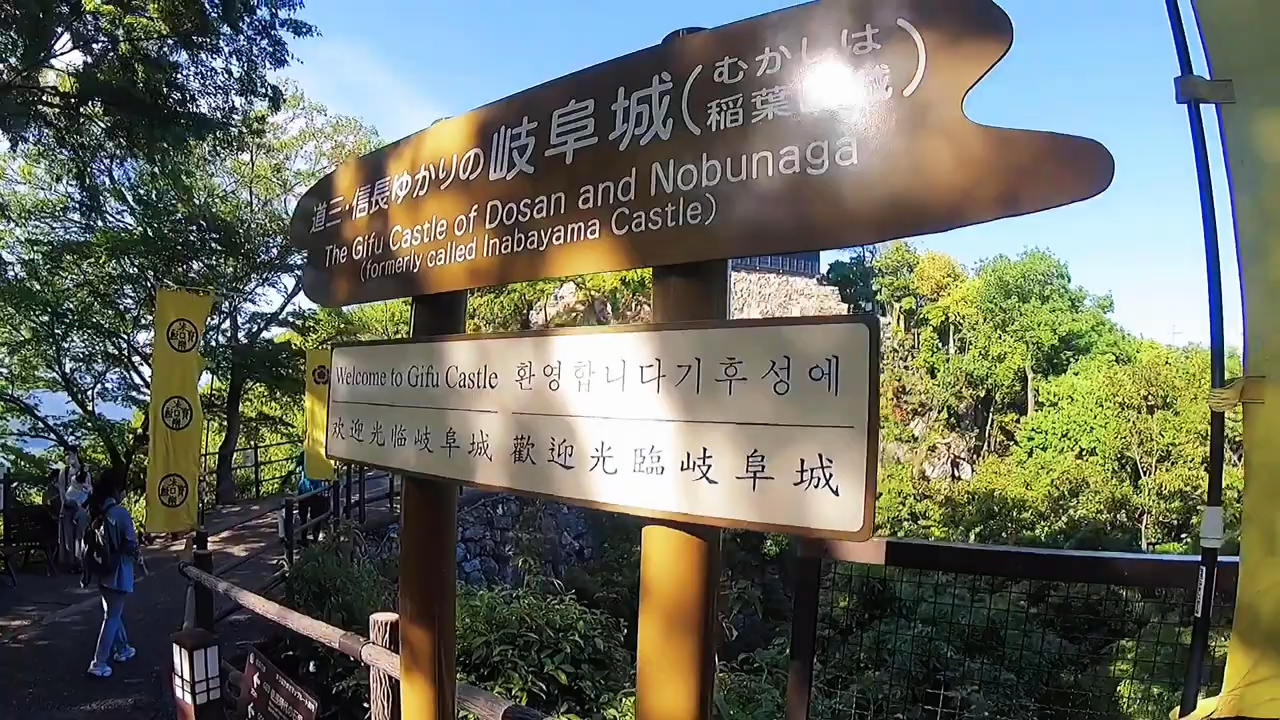 道三・信長ゆかりの岐阜城(むかしは
稲葉 城)
The Gifu Castle of Dosan and Nobunaga
(formerly called Inabayama Castle)
Welcome to Gifu Castle 환영합니다기후성에
欢迎光临岐阜城 歡迎光臨岐阜城